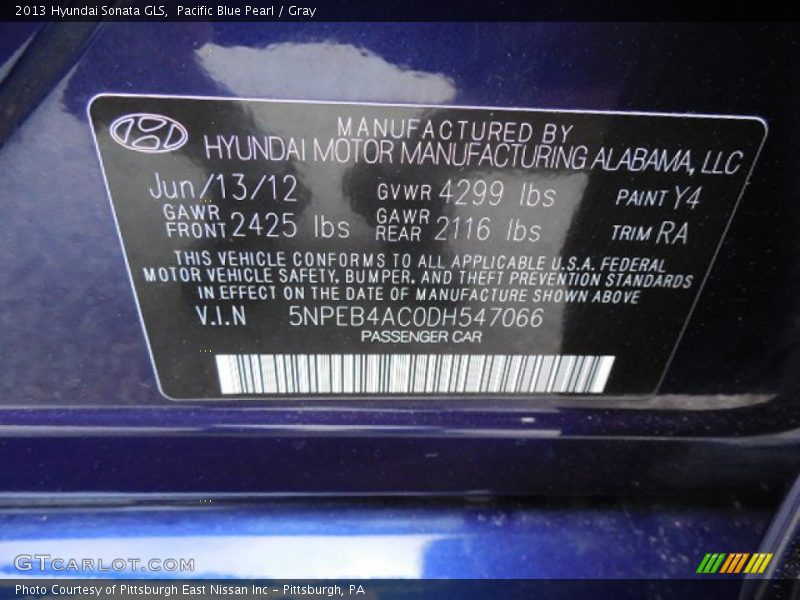 2013 Hyundai Sonata GLS,  Pacific Blue Pearl / Gray
MANUFACTURED BY
HYUNDAI MOTOR MANUFACTURING ALABAMA, LLC
Jun/13/12 GVWR 4299 lbs PAINT Y4
GAWR FRONT 2425 lbs GAWR REAR 2116 lbs TRIM RA
THIS VEHICLE CONFORMS TO ALL APPLICABLE U.S.A. FEDERAL
MOTOR VEHICLE SAFETY, BUMPER, AND THEFT PREVENTION STANDARDS
IN EFFECT ON THE DATE OF MANUFACTURE SHOWN ABOVE
V.I.N 5NPEB4AC0DH547066
PASSENGER CAR
GTCARLOT.COM
Photo Courtesy of Pittsburgh East Nissan Inc - Pittsburgh, PA